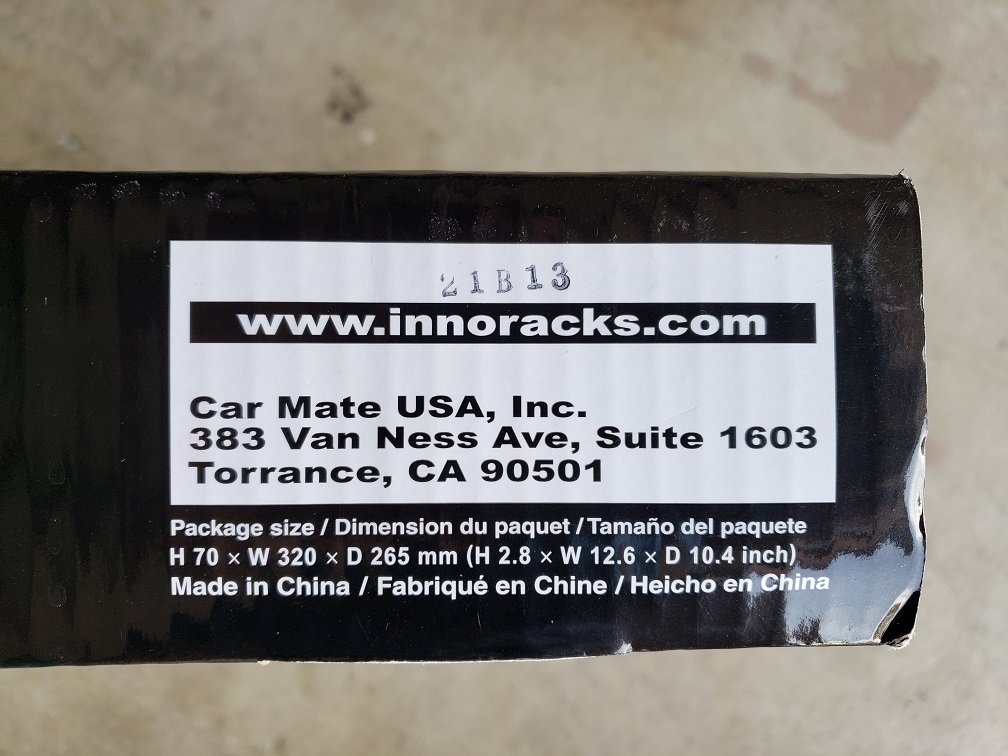 21B13
www.innoracks.com
Car Mate USA, Inc.
383 Van Ness Ave, Suite 1603
Torrance, CA 90501
Package size / Dimension du paquet / Tamaño del paquete
H 70 × W 320 × D 265 mm (H 2.8 × W 12.6 × D 10.4 inch)
Made in China / Fabriqué en Chine / Heicho en China